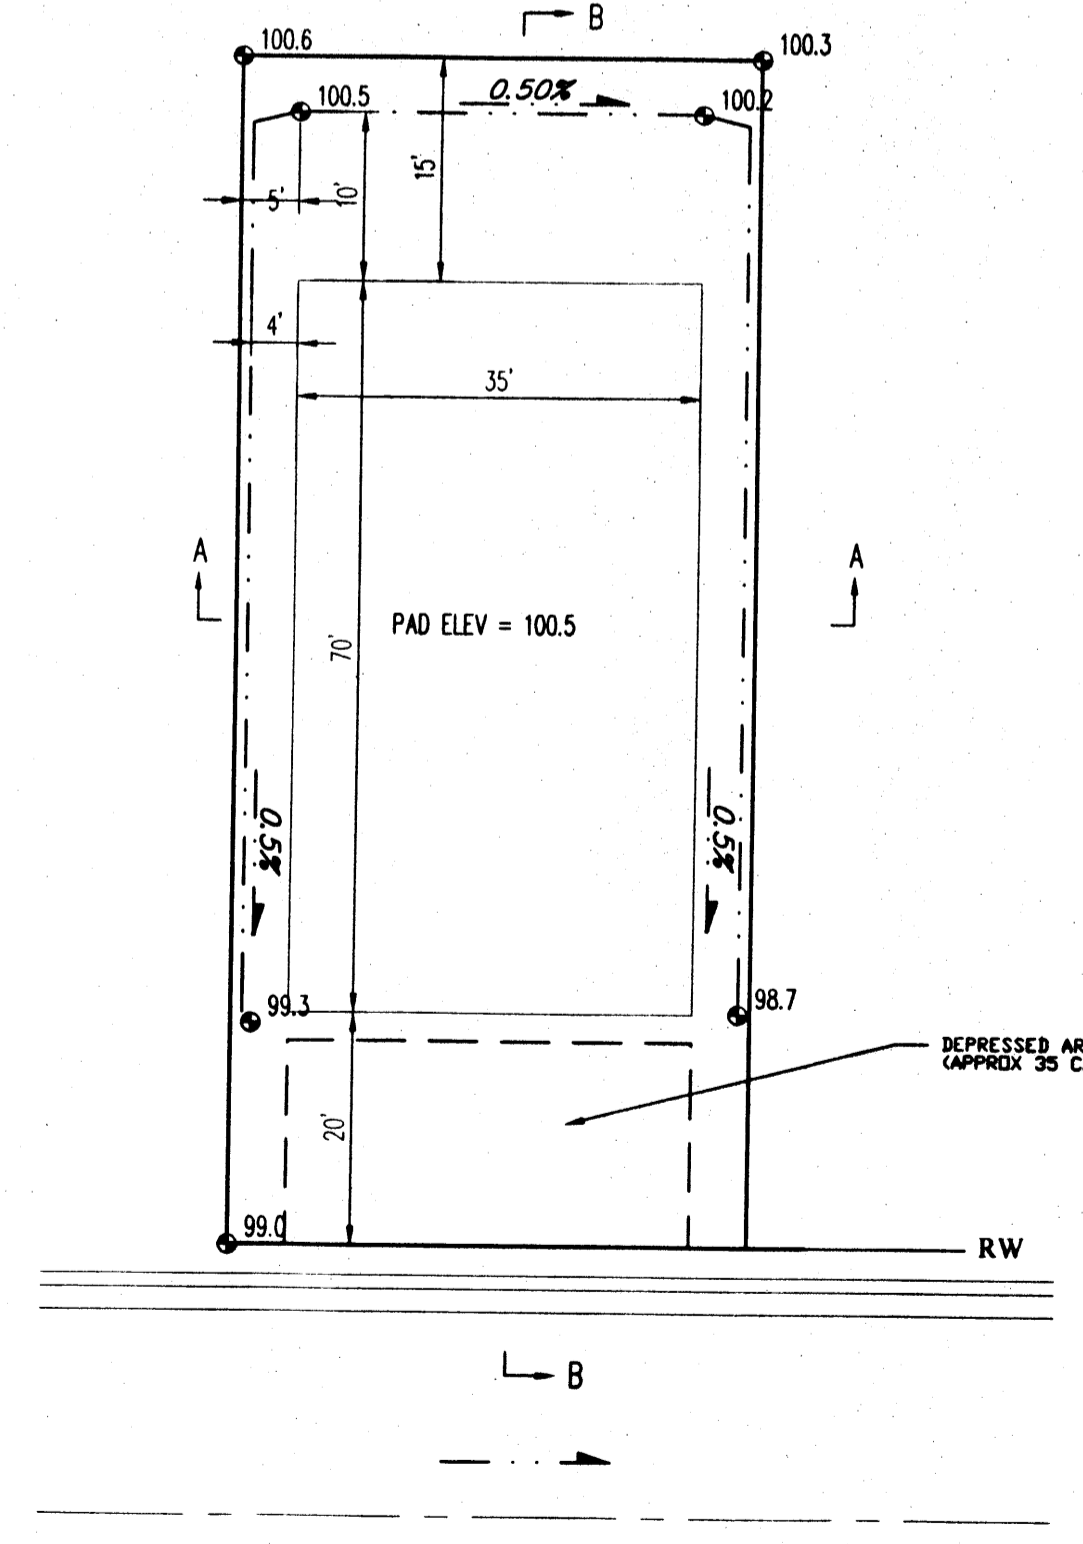 B
100.6
100.3
0.50%
100.5
100.2
15'
10'
5'
4'
35'
A
A
PAD ELEV = 100.5
70'
0.5%
0.5%
99.3
98.7
DEPRESSED AR
(APPROX 35 C
20'
99.0
RW
B